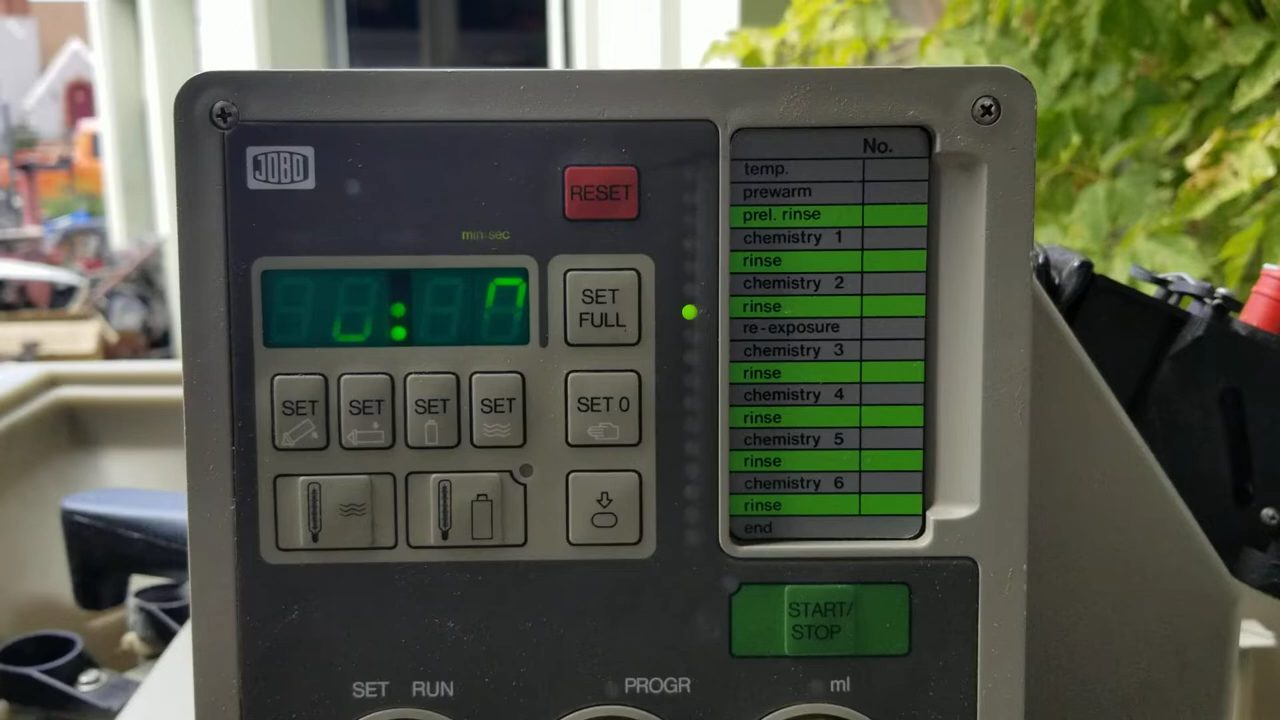 JOBO
RESET
min:sec
SET FULL
SET
SET
SET
SET
SET 0
No.
temp.
prewarm
prel. rinse
chemistry 1
rinse
chemistry 2
rinse
re-exposure
chemistry 3
rinse
chemistry 4
rinse
chemistry 5
rinse
chemistry 6
rinse
end
START/
STOP
SET RUN
PROGR
ml